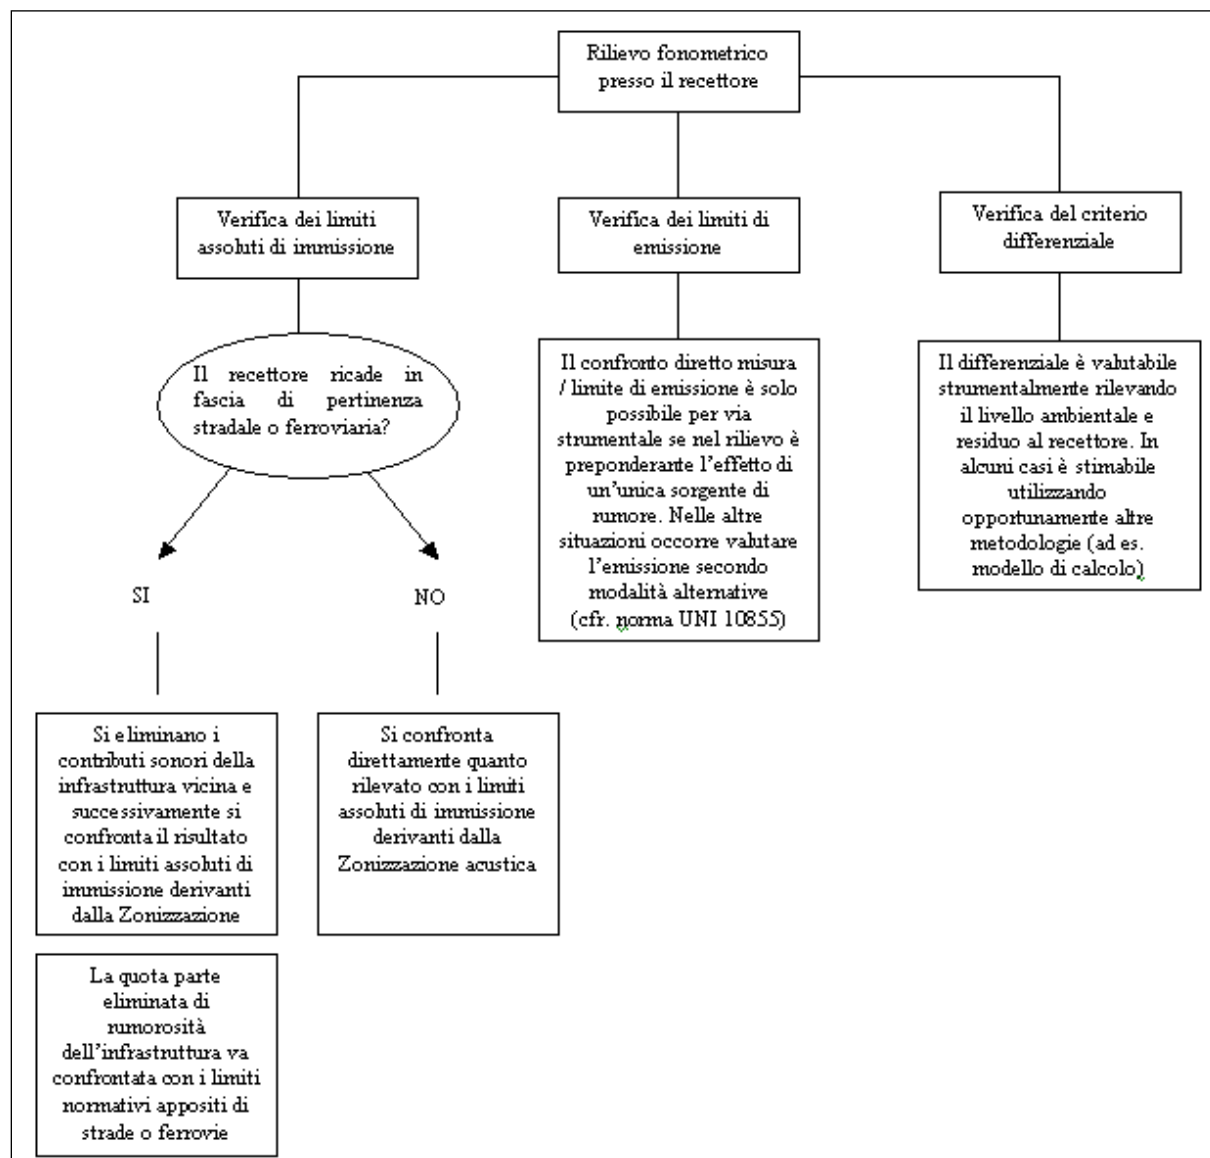 Rilievo fonometrico
presso il recettore
Verifica dei limiti
assoluti di immissione
Verifica dei limiti di
emissione
Verifica del criterio
differenziale
Il recettore ricade in
fascia di pertinenza
stradale o ferroviaria?
Il confronto diretto misura
/ limite di emissione è solo
possibile per via
strumentale se nel rilievo è
preponderante l'effetto di
un'unica sorgente di
rumore. Nelle altre
situazioni occorre valutare
l'emissione secondo
modalità alternative
(cfr. norma UNI 10855)
Il differenziale è valutabile
strumentalmente rilevando
il livello ambientale e
residuo al recettore. In
alcuni casi è stimabile
utilizzando
opportunamente altre
metodologie (ad es.
modello di calcolo)
SI
NO
Si eliminano i
contributi sonori della
infrastruttura vicina e
successivamente si
confronta il risultato
con i limiti assoluti di
immissione derivanti
dalla Zonizzazione
Si confronta
direttamente quanto
rilevato con i limiti
assoluti di immissione
derivanti dalla
Zonizzazione acustica
La quota parte
eliminata di
rumorosità
dell'infrastruttura va
confrontata con i limiti
normativi appositi di
strade o ferrovie